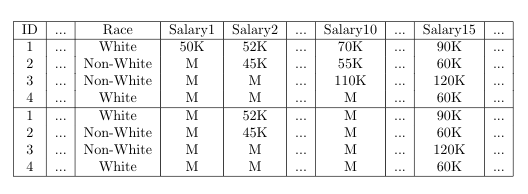 ID ... Race Salary1 Salary2 ... Salary10 ... Salary15 ...
1 ... White 50K 52K ... 70K ... 90K ...
2 ... Non-White M 45K ... 55K ... 60K ...
3 ... Non-White M M ... 110K ... 120K ...
4 ... White M M ... M ... 60K ...
1 ... White M 52K ... M ... 90K ...
2 ... Non-White M 45K ... M ... 60K ...
3 ... Non-White M M ... M ... 120K ...
4 ... White M M ... M ... 60K ...